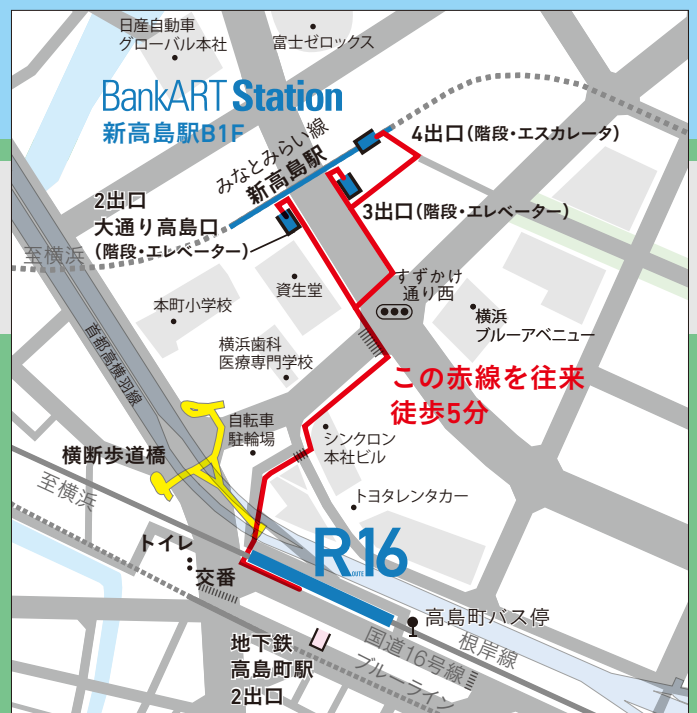 日産自動車
グローバル本社
富士ゼロックス
BankART Station
新高島駅B1F
みなとみらい線
新高島駅
4出口(階段・エスカレータ)
2出口
大通り高島口
(階段・エレベーター)
3出口(階段・エレベーター)
至横浜
資生堂
すずかけ
通り西
本町小学校
横浜
ブルーアベニュー
首都高横羽線
横浜歯科
医療専門学校
この赤線を往来
徒歩5分
自転車
駐輪場
シンクロン
本社ビル
横断歩道橋
至横浜
トヨタレンタカー
トイレ
交番
R16
ROUTE
高島町バス停
地下鉄
高島町駅
2出口
国道16号線
根岸線
ブルーライン